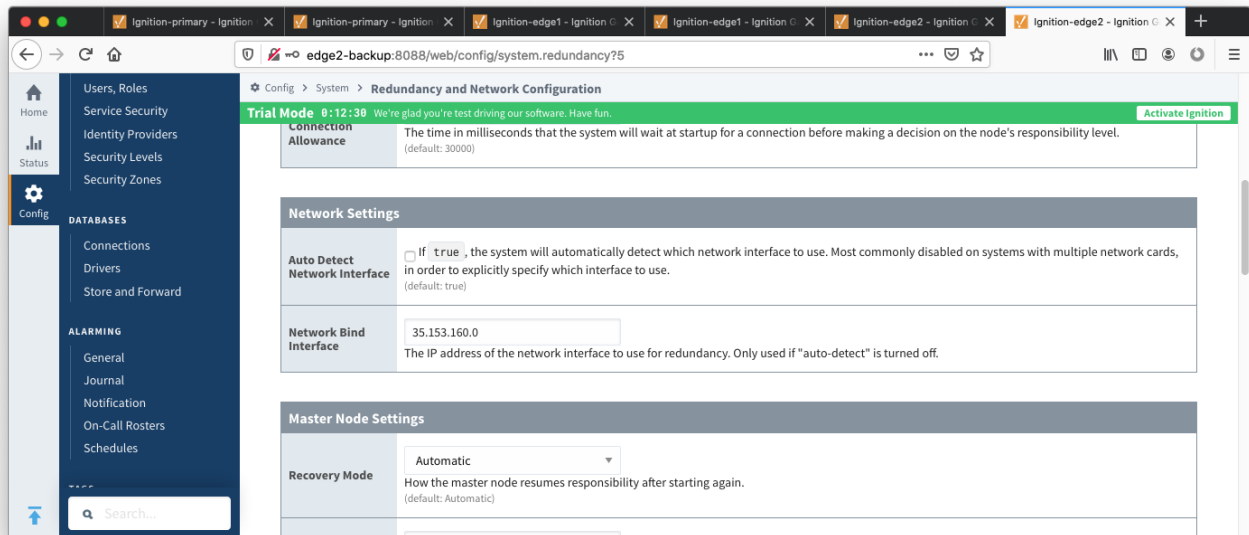 Ignition-primary - Ignition
Ignition-primary - Ignition
Ignition-edge1 - Ignition G
Ignition-edge1 - Ignition G
Ignition-edge2 - Ignition G
Ignition-edge2 - Ignition G
edge2-backup:8088/web/config/system.redundancy?5
Home
Status
Config
Users, Roles
Service Security
Identity Providers
Security Levels
Security Zones
DATABASES
Connections
Drivers
Store and Forward
ALARMING
General
Journal
Notification
On-Call Rosters
Schedules
TAGS
Search...
Config > System > Redundancy and Network Configuration
Trial Mode 0:12:30 We're glad you're test driving our software. Have fun. Activate Ignition
Connection
Allowance
The time in milliseconds that the system will wait at startup for a connection before making a decision on the node's responsibility level.
(default: 30000)
Network Settings
Auto Detect
Network Interface
If true , the system will automatically detect which network interface to use. Most commonly disabled on systems with multiple network cards,
in order to explicitly specify which interface to use.
(default: true)
Network Bind
Interface
35.153.160.0
The IP address of the network interface to use for redundancy. Only used if "auto-detect" is turned off.
Master Node Settings
Recovery Mode
Automatic
How the master node resumes responsibility after starting again.
(default: Automatic)